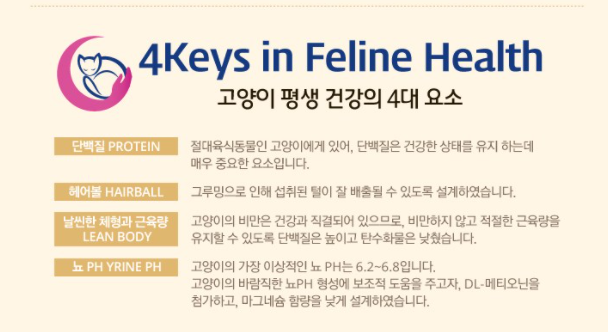 4Keys in Feline Health
고양이 평생 건강의 4대 요소
단백질 PROTEIN
절대육식동물인 고양이에게 있어, 단백질은 건강한 상태를 유지 하는데
매우 중요한 요소입니다.
헤어볼 HAIRBALL
그루밍으로 인해 섭취된 털이 잘 배출될 수 있도록 설계하였습니다.
날씬한 체형과 근육량
LEAN BODY
고양이의 비만은 건강과 직결되어 있으므로, 비만하지 않고 적절한 근육량을
유지할 수 있도록 단백질은 높이고 탄수화물은 낮췄습니다.
뇨 PH YRINE PH
고양이의 가장 이상적인 뇨 PH는 6.2~6.8입니다.
고양이의 바람직한 뇨PH 형성에 보조적 도움을 주고자, DL-메티오닌을
첨가하고, 마그네슘 함량을 낮게 설계하였습니다.